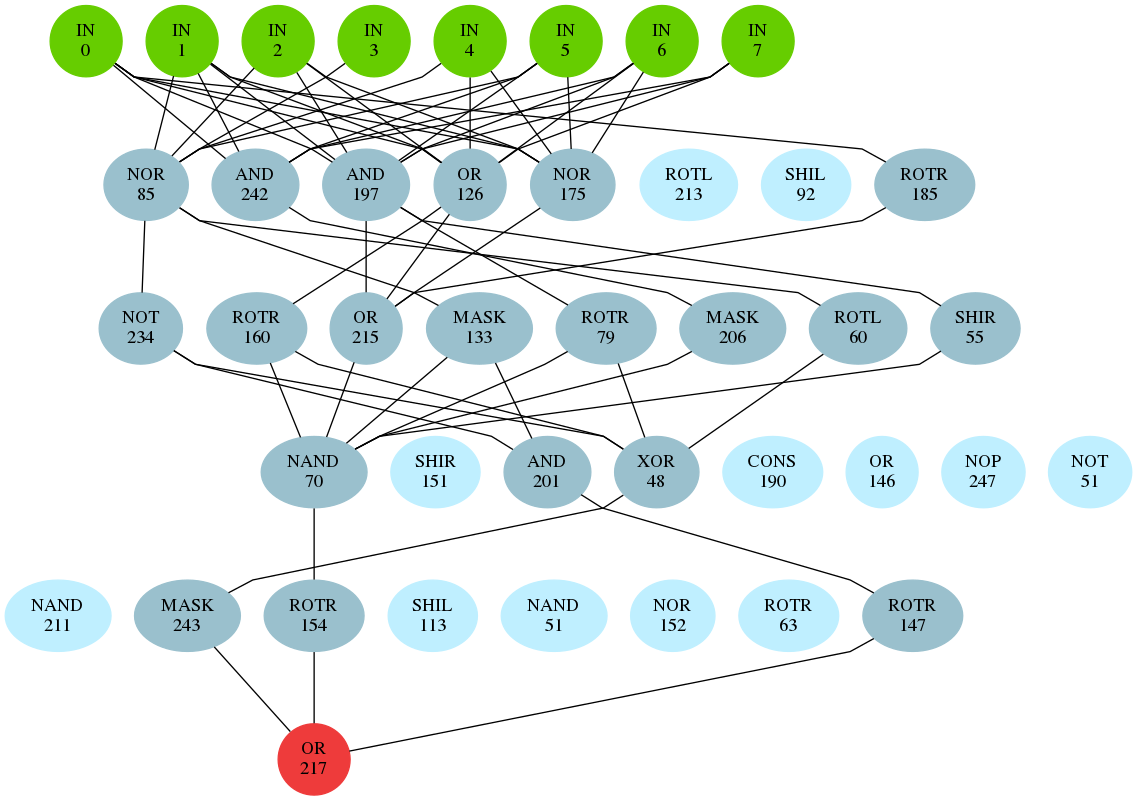 IN
0
IN
1
IN
2
IN
3
IN
4
IN
5
IN
6
IN
7
NOR
85
AND
242
AND
197
OR
126
NOR
175
ROTL
213
SHIL
92
ROTR
185
NOT
234
ROTR
160
OR
215
MASK
133
ROTR
79
MASK
206
ROTL
60
SHIR
55
NAND
70
SHIR
151
AND
201
XOR
48
CONS
190
OR
146
NOP
247
NOT
51
NAND
211
MASK
243
ROTR
154
SHIL
113
NAND
51
NOR
152
ROTR
63
ROTR
147
OR
217